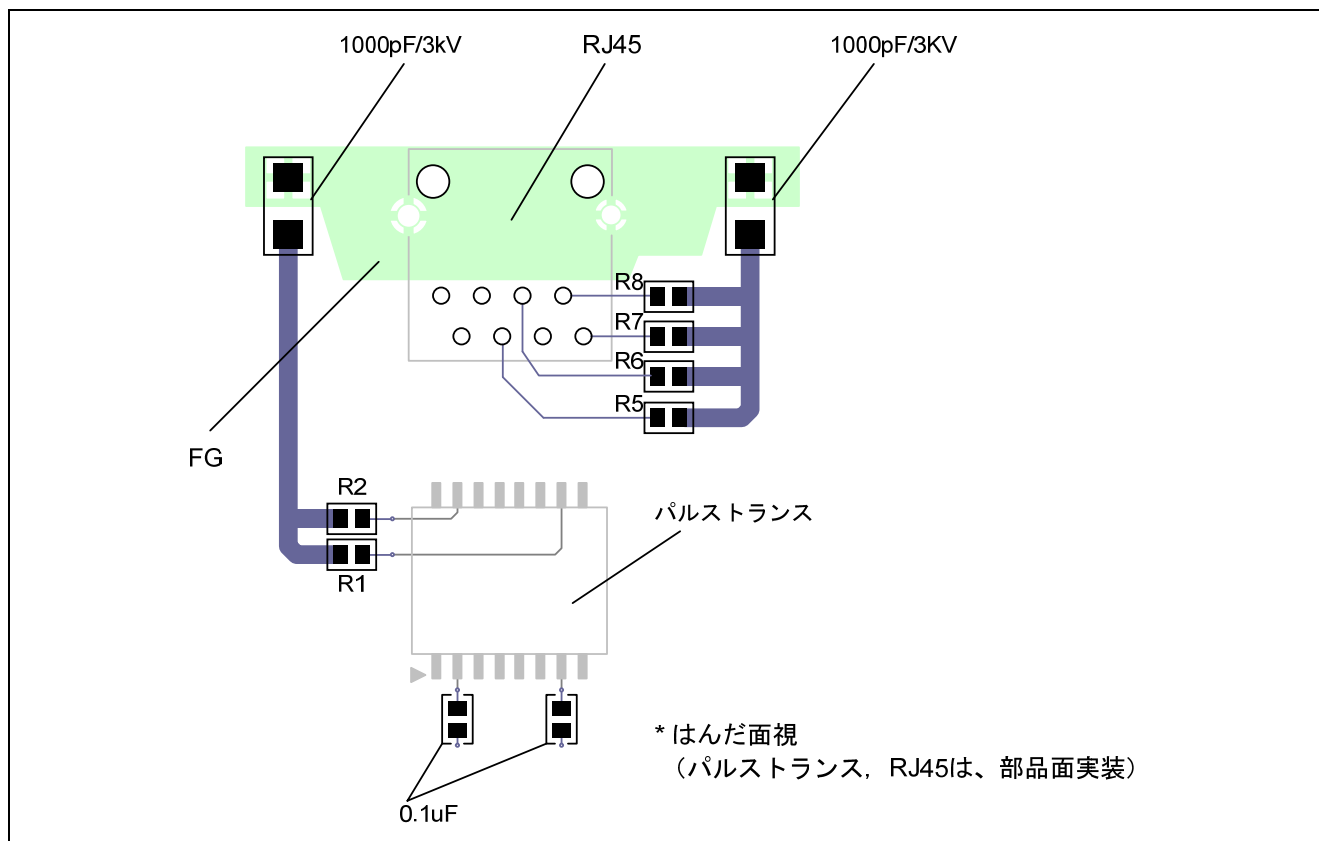 1000pF/3kV
RJ45
1000pF/3KV
R8
R7
R6
R5
FG
R2
R1
パルストランス
* はんだ面視
（パルストランス, RJ45は、部品面実装）
0.1uF